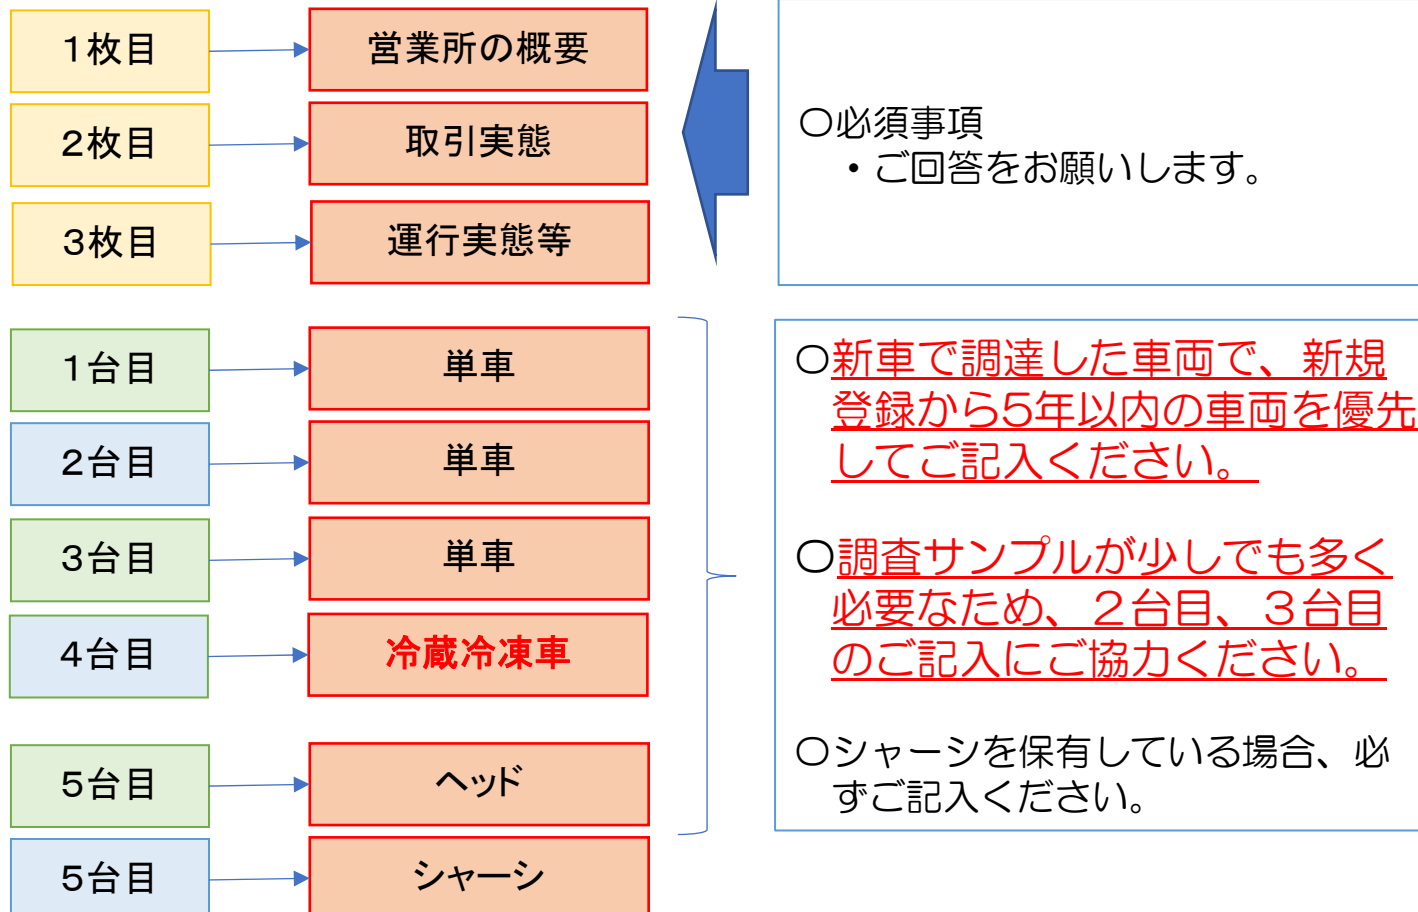 1枚目
営業所の概要
2枚目
取引実態
3枚目
運行実態等
〇必須事項
・ご回答をお願いします。
1台目
単車
2台目
単車
3台目
単車
4台目
冷蔵冷凍車
5台目
ヘッド
5台目
シャーシ
〇新車で調達した車両で、新規
登録から5年以内の車両を優先
してご記入ください。
〇調査サンプルが少しでも多く
必要なため、２台目、３台目
のご記入にご協力ください。
〇シャーシを保有している場合、必
ずご記入ください。